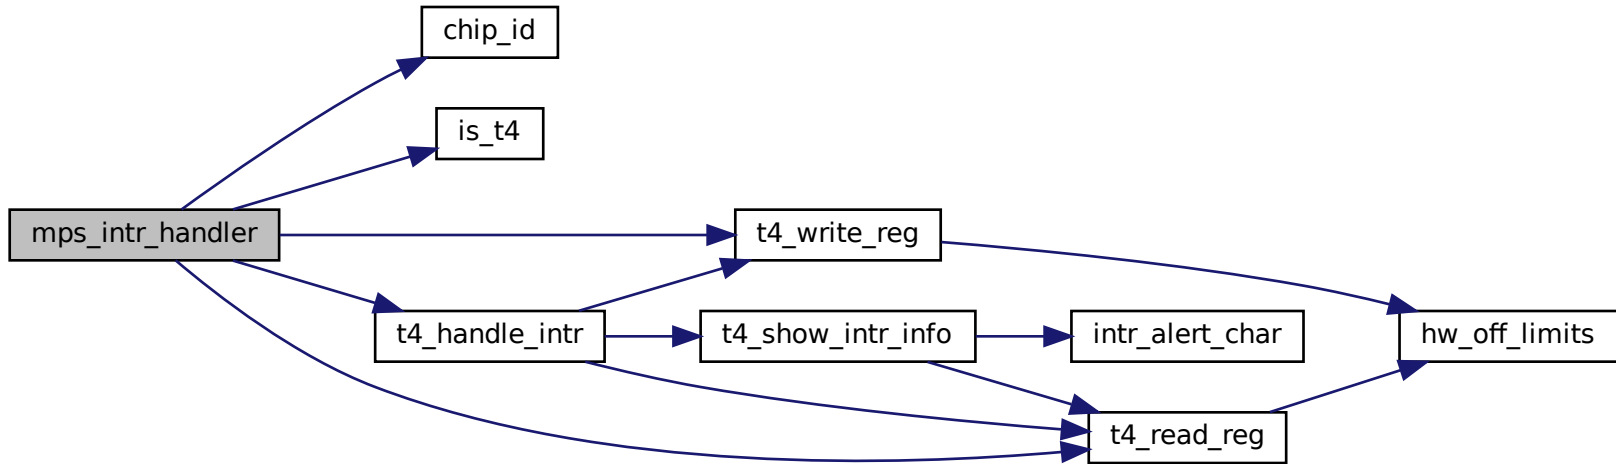 chip_id
is_t4
mps_intr_handler
t4_write_reg
t4_handle_intr
t4_show_intr_info
intr_alert_char
hw_off_limits
t4_read_reg